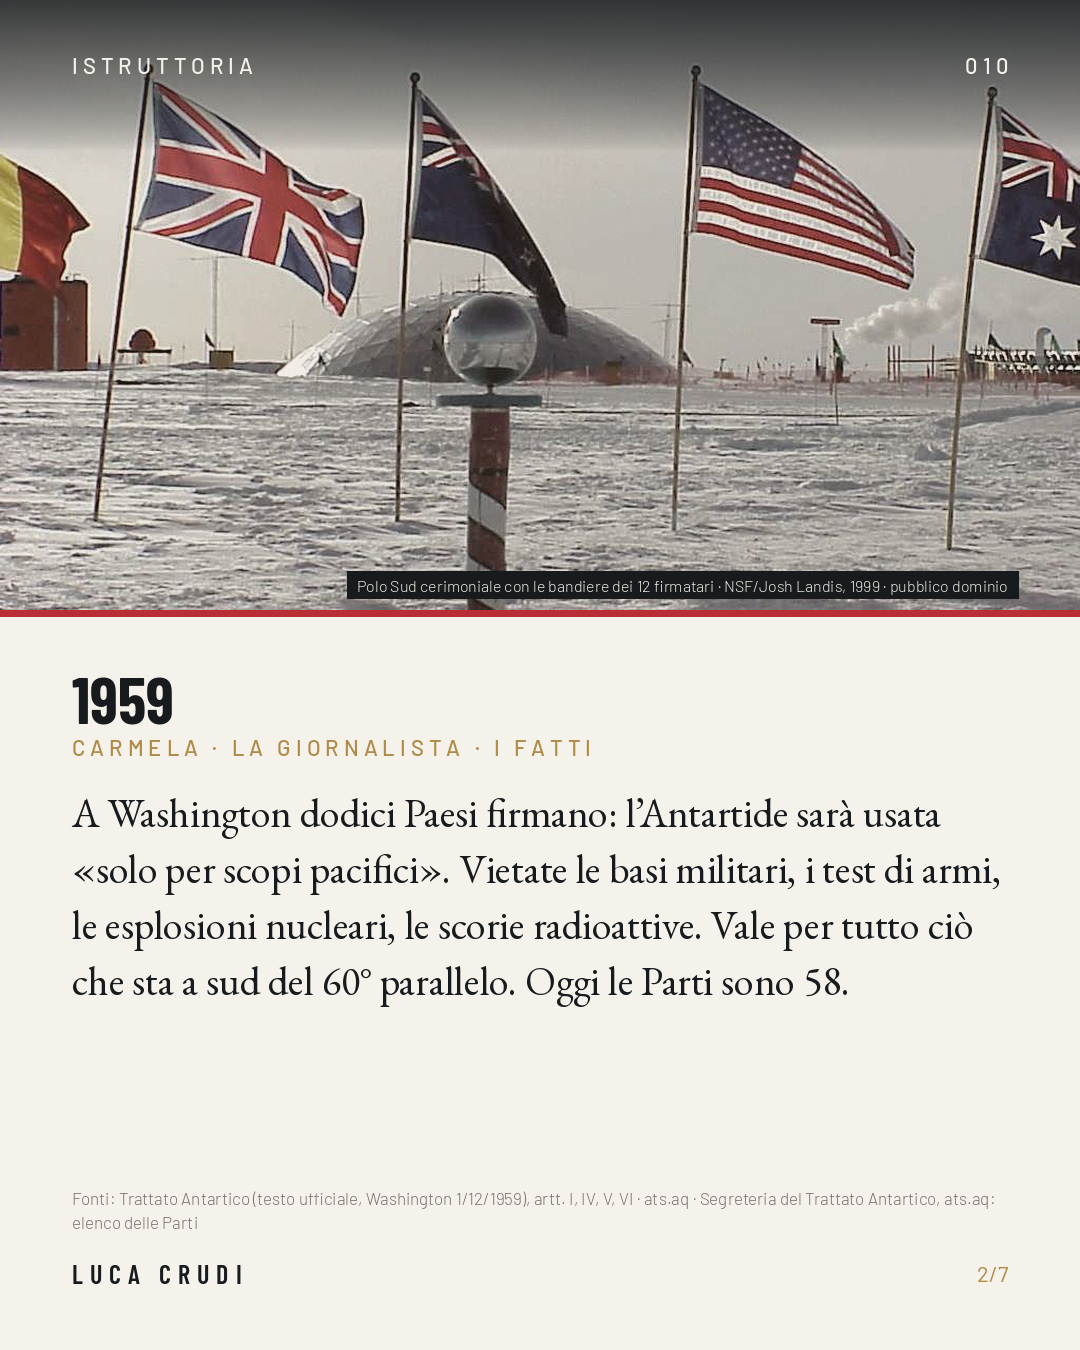 ISTRUTTORIA
010
Polo Sud cerimoniale con le bandiere dei 12 firmatari · NSF/Josh Landis, 1999 · pubblico dominio
1959
CARMELA · LA GIORNALISTA · I FATTI
A Washington dodici Paesi firmano: l’Antartide sarà usata
«solo per scopi pacifici». Vietate le basi militari, i test di armi,
le esplosioni nucleari, le scorie radioattive. Vale per tutto ciò
che sta a sud del 60° parallelo. Oggi le Parti sono 58.
Fonti: Trattato Antartico (testo ufficiale, Washington 1/12/1959), artt. I, IV, V, VI · ats.aq · Segreteria del Trattato Antartico, ats.aq:
elenco delle Parti
LUCA CRUDI
2/7